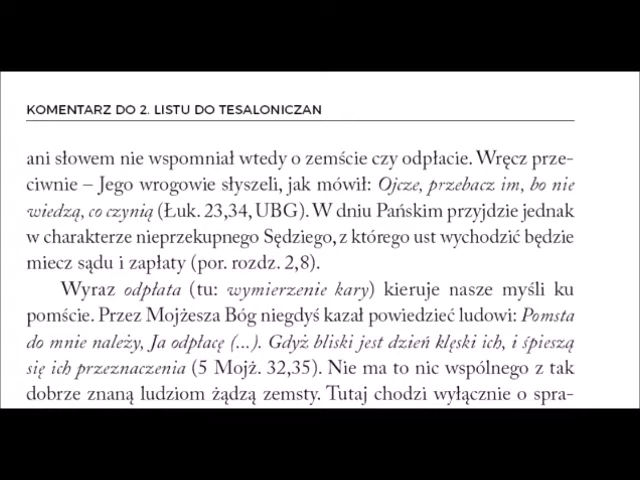 KOMENTARZ DO 2. LISTU DO TESALONICZAN
ani słowem nie wspomniał wtedy o zemście czy odpłacie. Wręcz prze-
ciwnie – Jego wrogowie słyszeli, jak mówił: Ojcze, przebacz im, bo nie
wiedzą, co czynią (Łuk. 23,34, UBG). W dniu Pańskim przyjdzie jednak
w charakterze nieprzekupnego Sędziego, z którego ust wychodzić będzie
miecz sądu i zapłaty (por. rozdz. 2,8).
Wyraz odpłata (tu: wymierzenie kary) kieruje nasze myśli ku
pomście. Przez Mojżesza Bóg niegdyś kazał powiedzieć ludowi: Pomsta
do mnie należy, Ja odpłacę (...). Gdyż bliski jest dzień klęski ich, i śpieszą
się ich przeznaczenia (5 Mojż. 32,35). Nie ma to nic wspólnego z tak
dobrze znaną ludziom żądzą zemsty. Tutaj chodzi wyłącznie o spra-